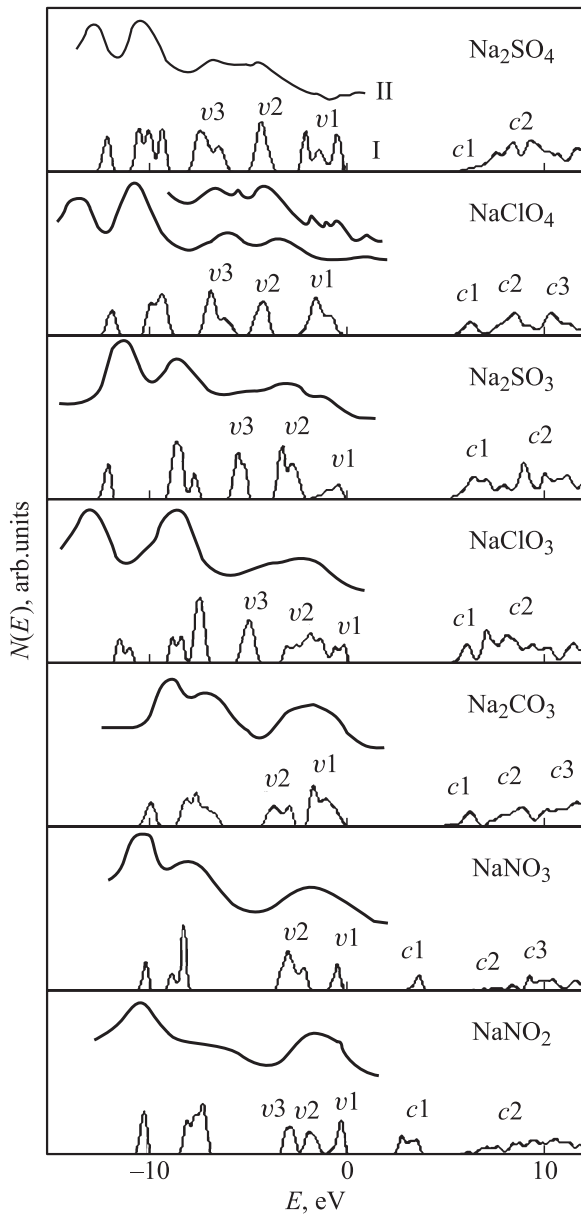 Na₂SO₄
II
v3 v2 v1 I c1 c2
NaClO₄
v3 v2 v1 c1 c2 c3
Na₂SO₃
v3 v2 v1 c1 c2
NaClO₃
v3 v2 v1 c1 c2
Na₂CO₃
v2 v1 c1 c2 c3
NaNO₃
v2 v1 c1 c2 c3
NaNO₂
v3 v2 v1 c1 c2
N(E), arb.units
–10 0 10
E, eV